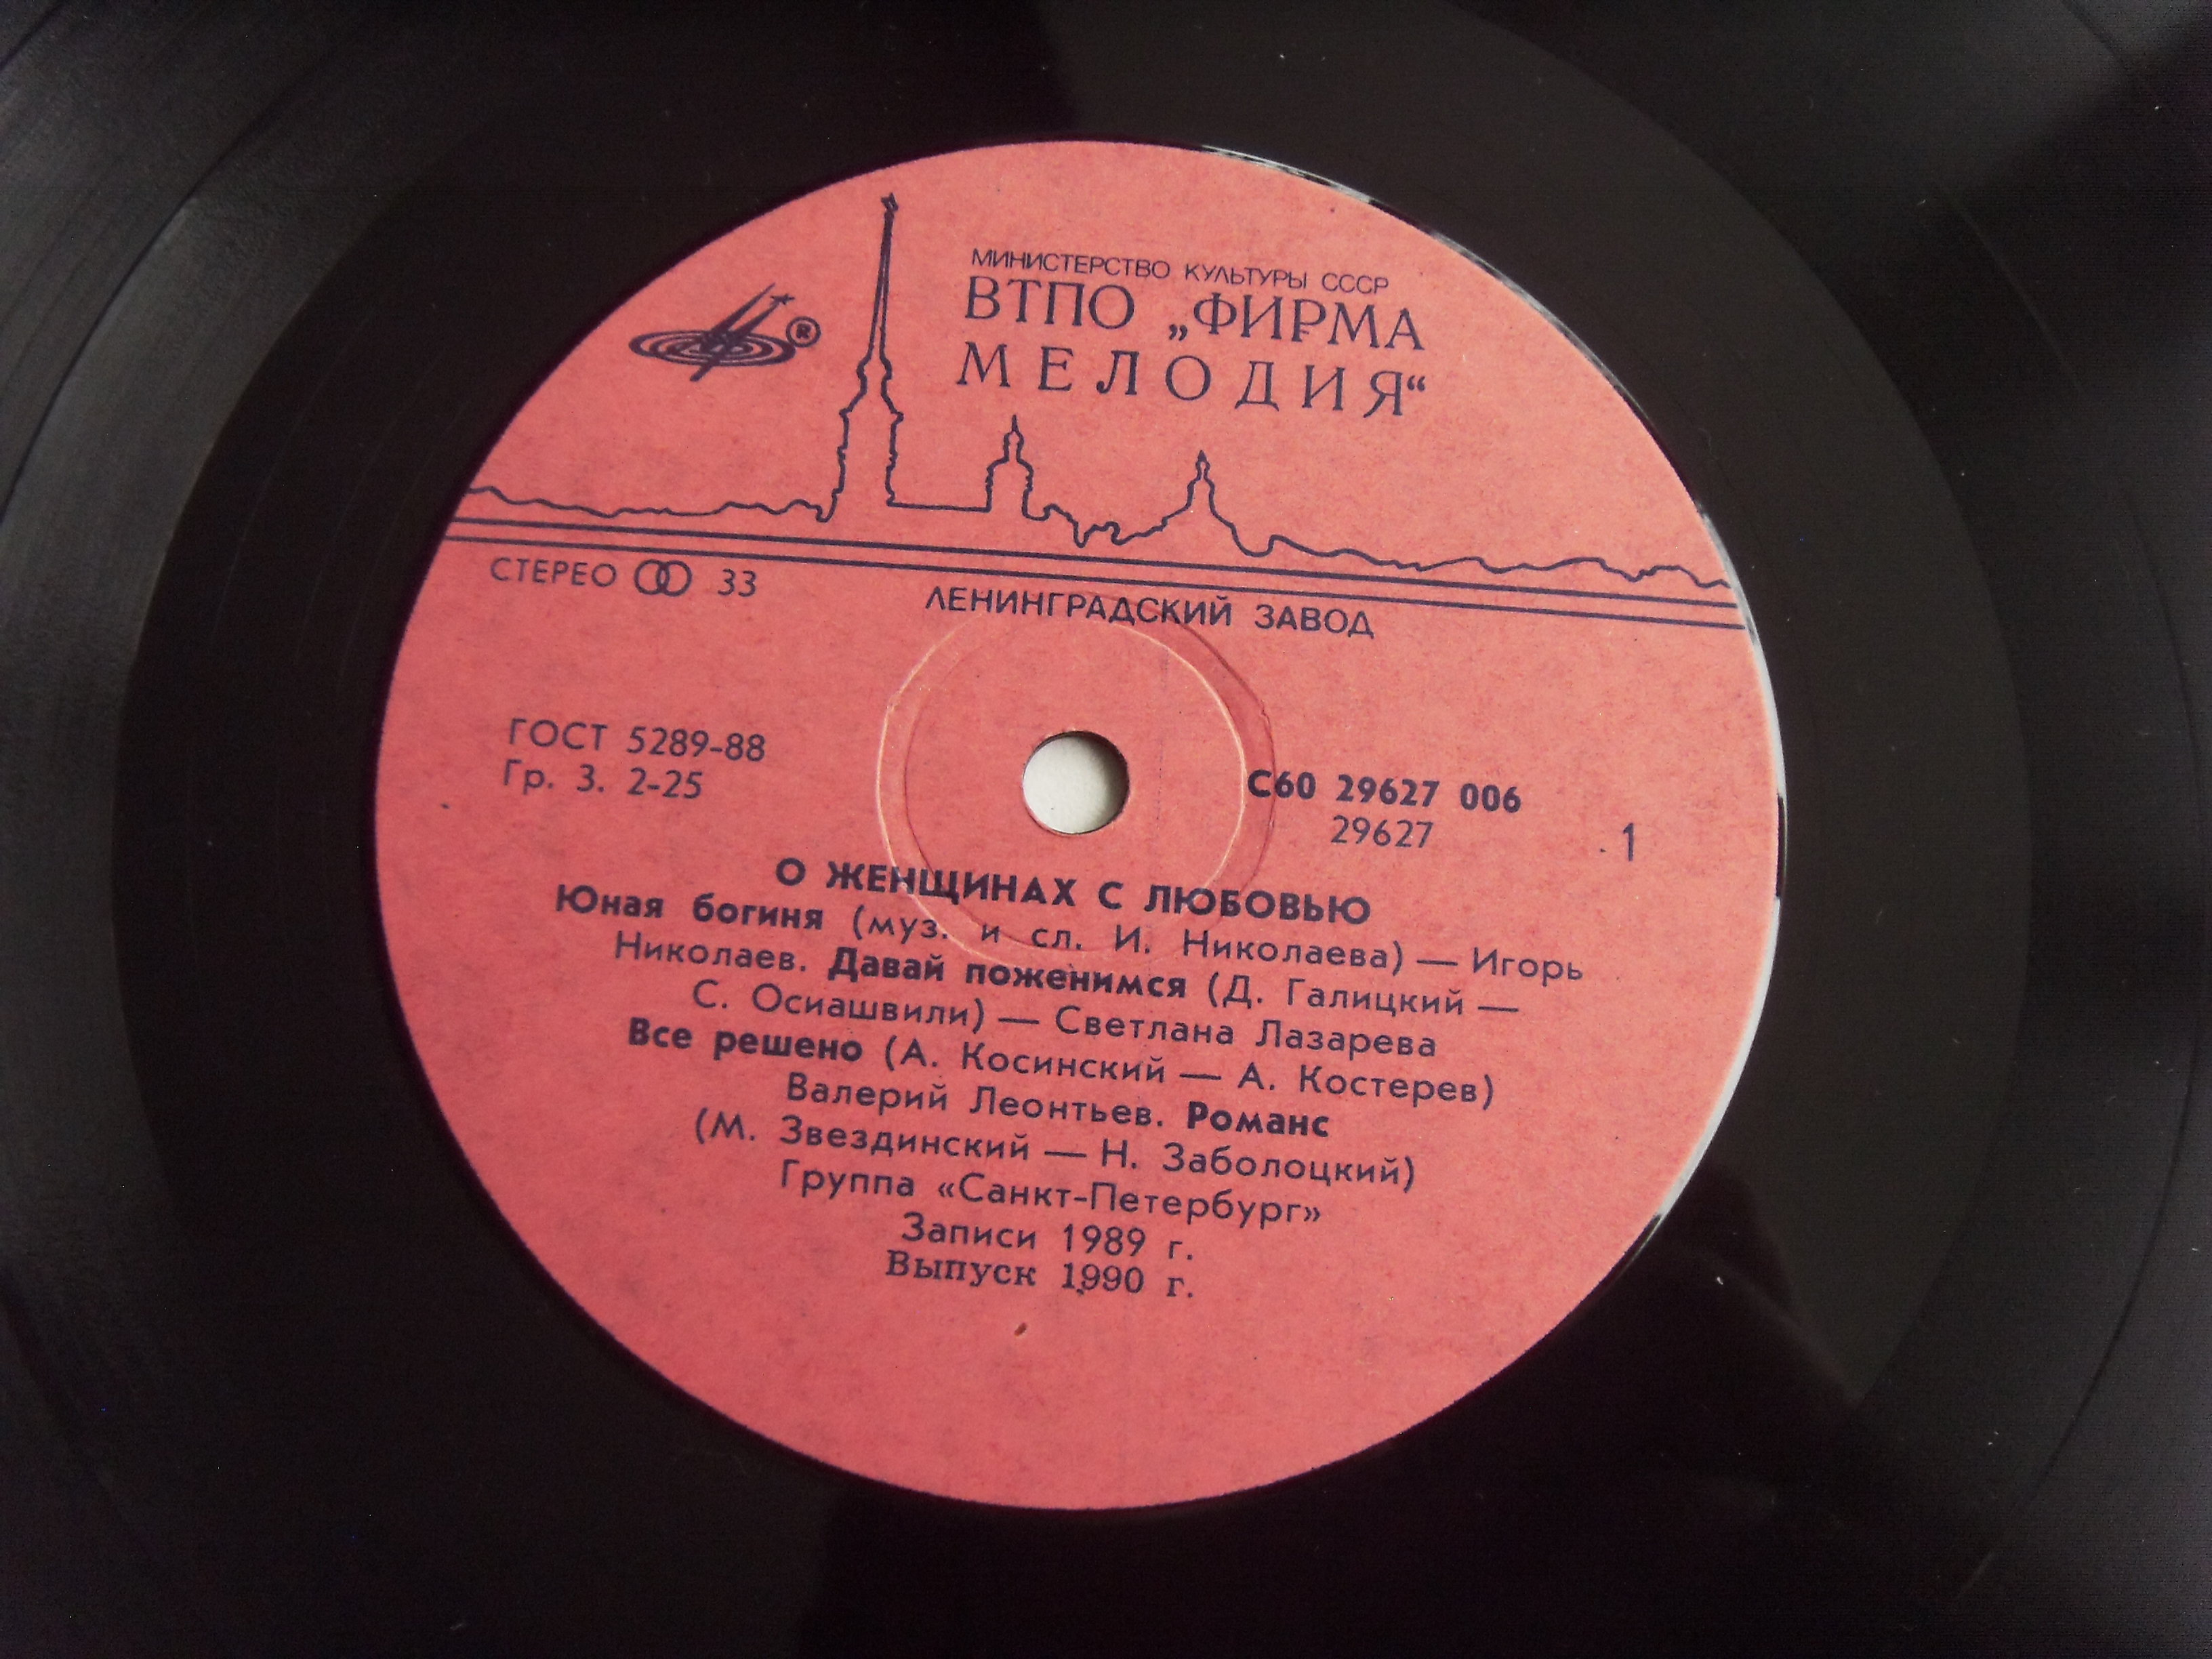 МИНИСТЕРСТВО КУЛЬТУРЫ СССР
ВТПО „ФИРМА
МЕЛОДИЯ“
®
СТЕРЕО 33
ЛЕНИНГРАДСКИЙ ЗАВОД
ГОСТ 5289-88
Гр. 3. 2-25
С60 29627 006
29627
1
О ЖЕНЩИНАХ С ЛЮБОВЬЮ
Юная богиня (муз. и сл. И. Николаева) — Игорь
Николаев. Давай поженимся (Д. Галицкий —
С. Осиашвили) — Светлана Лазарева
Все решено (А. Косинский — А. Костерев)
Валерий Леонтьев. Романс
(М. Звездинский — Н. Заболоцкий)
Группа «Санкт-Петербург»
Записи 1989 г.
Выпуск 1990 г.